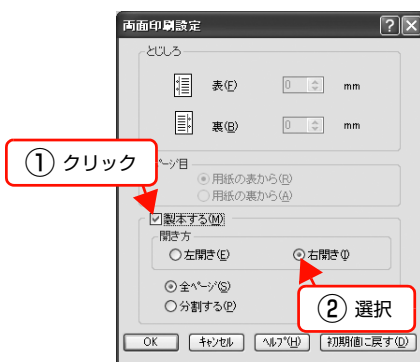 両面印刷設定
とじしろ
表(F) 0 mm
裏(B) 0 mm
① クリック
ページ目
用紙の表から(R)
用紙の裏から(A)
製本する(M)
開き方
左開き(E) 右開き(I)
全ページ(S)
分割する(P)
② 選択
OK キャンセル ヘルプ(H) 初期値に戻す(D)